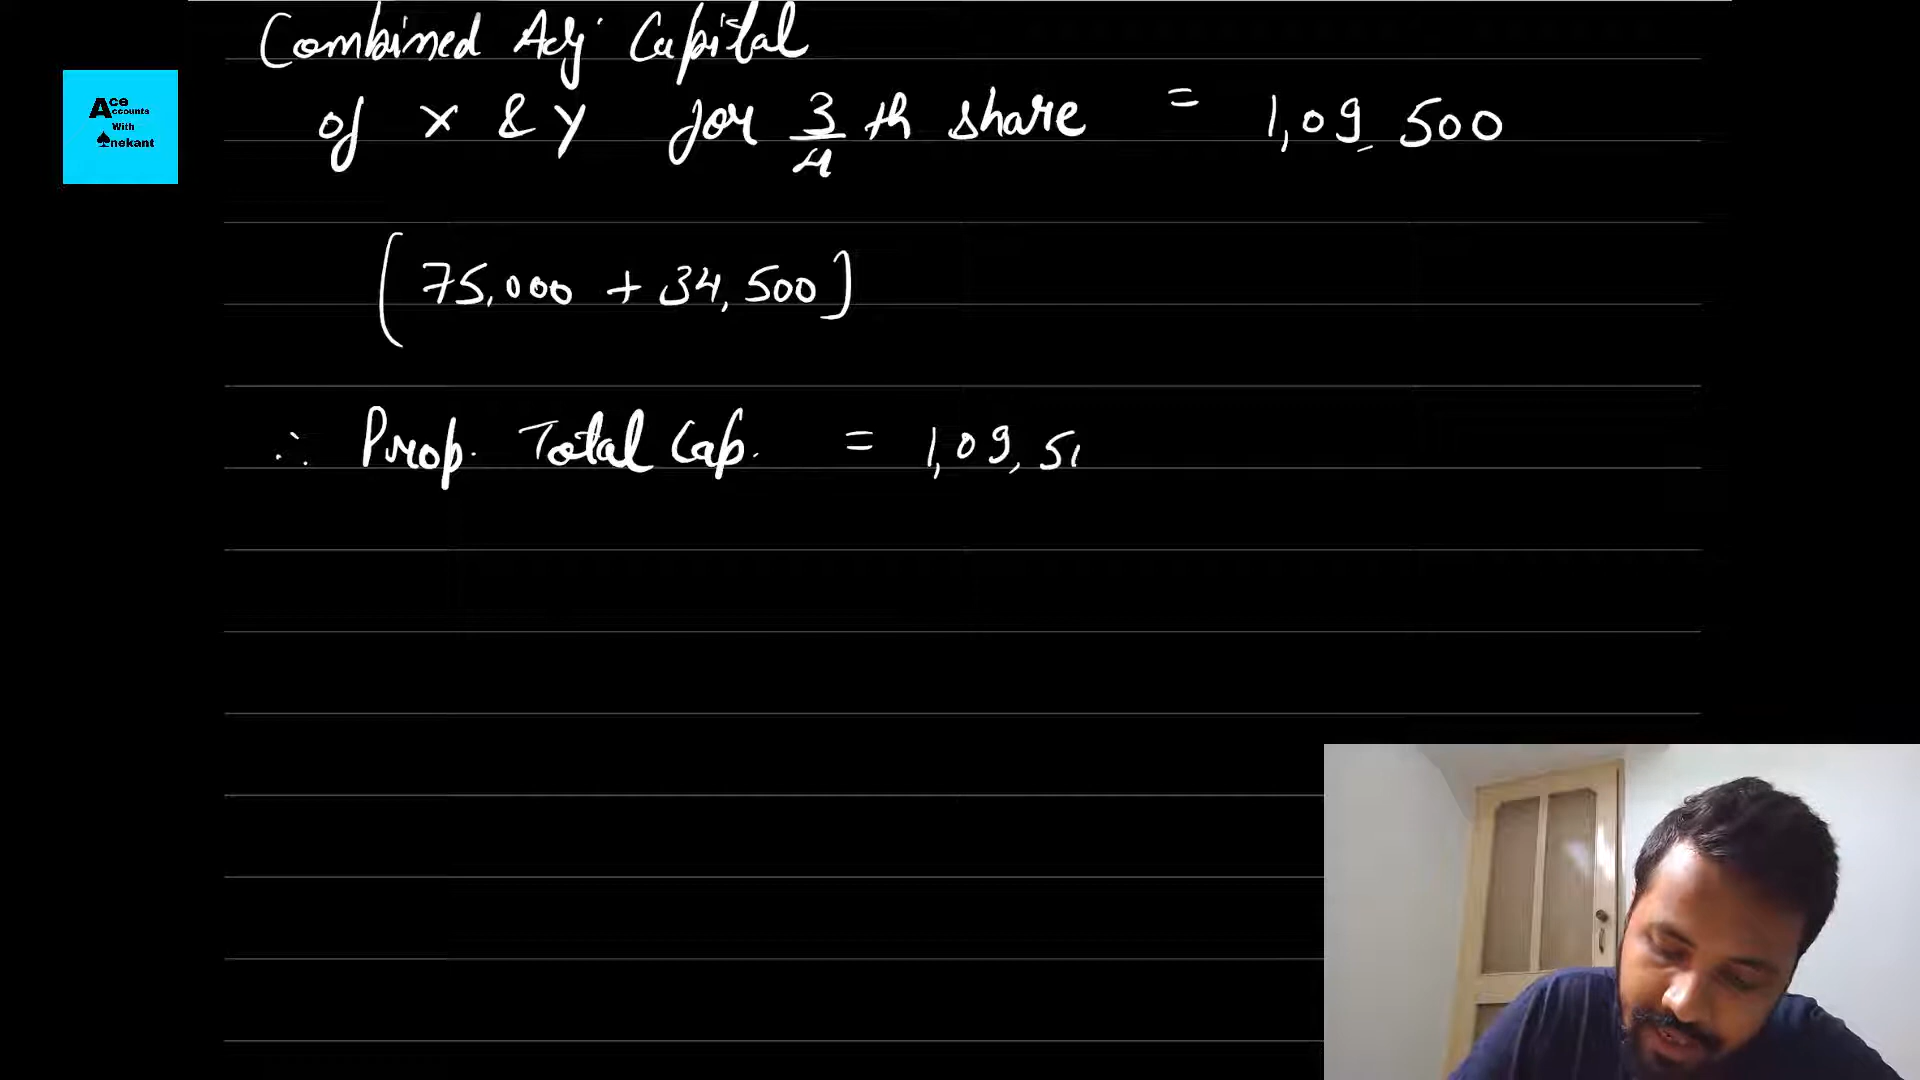 Combined Adj Capital
of X & Y for 3/4 th share = 1,09,500
(75,000 + 34,500)
∴ Prop. Total Cap. = 1,09,50
Ace
Accounts
With
Anekant